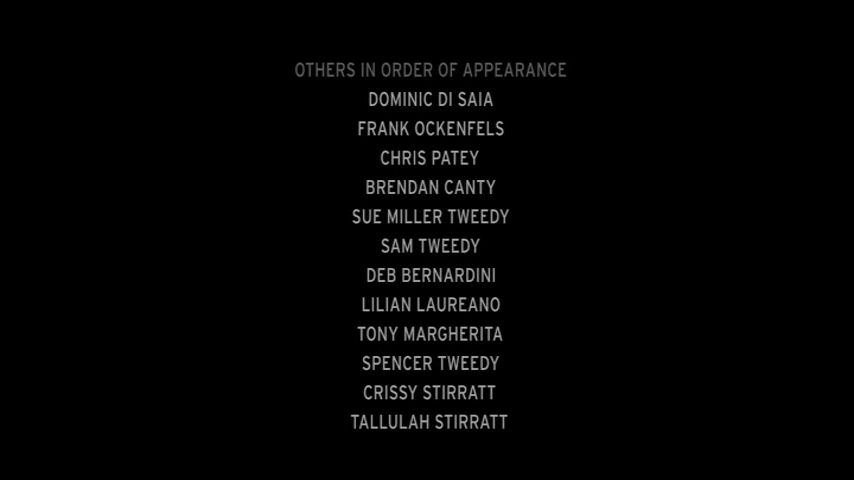 OTHERS IN ORDER OF APPEARANCE
DOMINIC DI SAIA
FRANK OCKENFELS
CHRIS PATEY
BRENDAN CANTY
SUE MILLER TWEEDY
SAM TWEEDY
DEB BERNARDINI
LILIAN LAUREANO
TONY MARGHERITA
SPENCER TWEEDY
CRISSY STIRRATT
TALLULAH STIRRATT